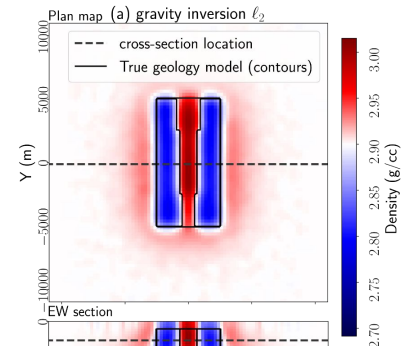 Plan map (a) gravity inversion ℓ₂
cross-section location
True geology model (contours)
Y (m)
10000
5000
0
−5000
−10000
EW section
0
Density (g/cc)
3.00
2.95
2.90
2.85
2.80
2.75
2.70